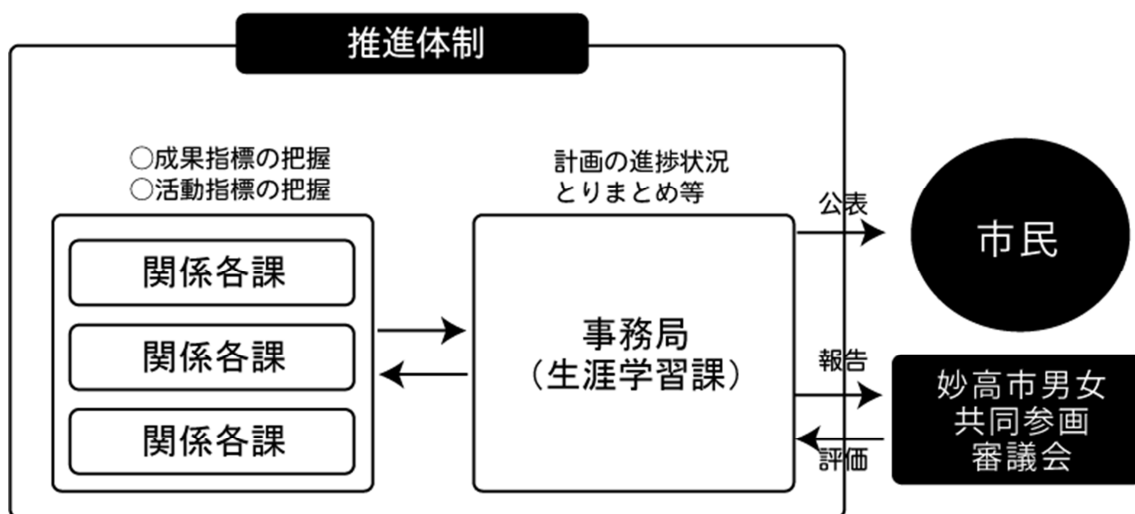 推進体制
○成果指標の把握
○活動指標の把握
関係各課
関係各課
関係各課
計画の進捗状況
とりまとめ等
事務局
（生涯学習課）
公表
市民
報告
評価
妙高市男女
共同参画
審議会